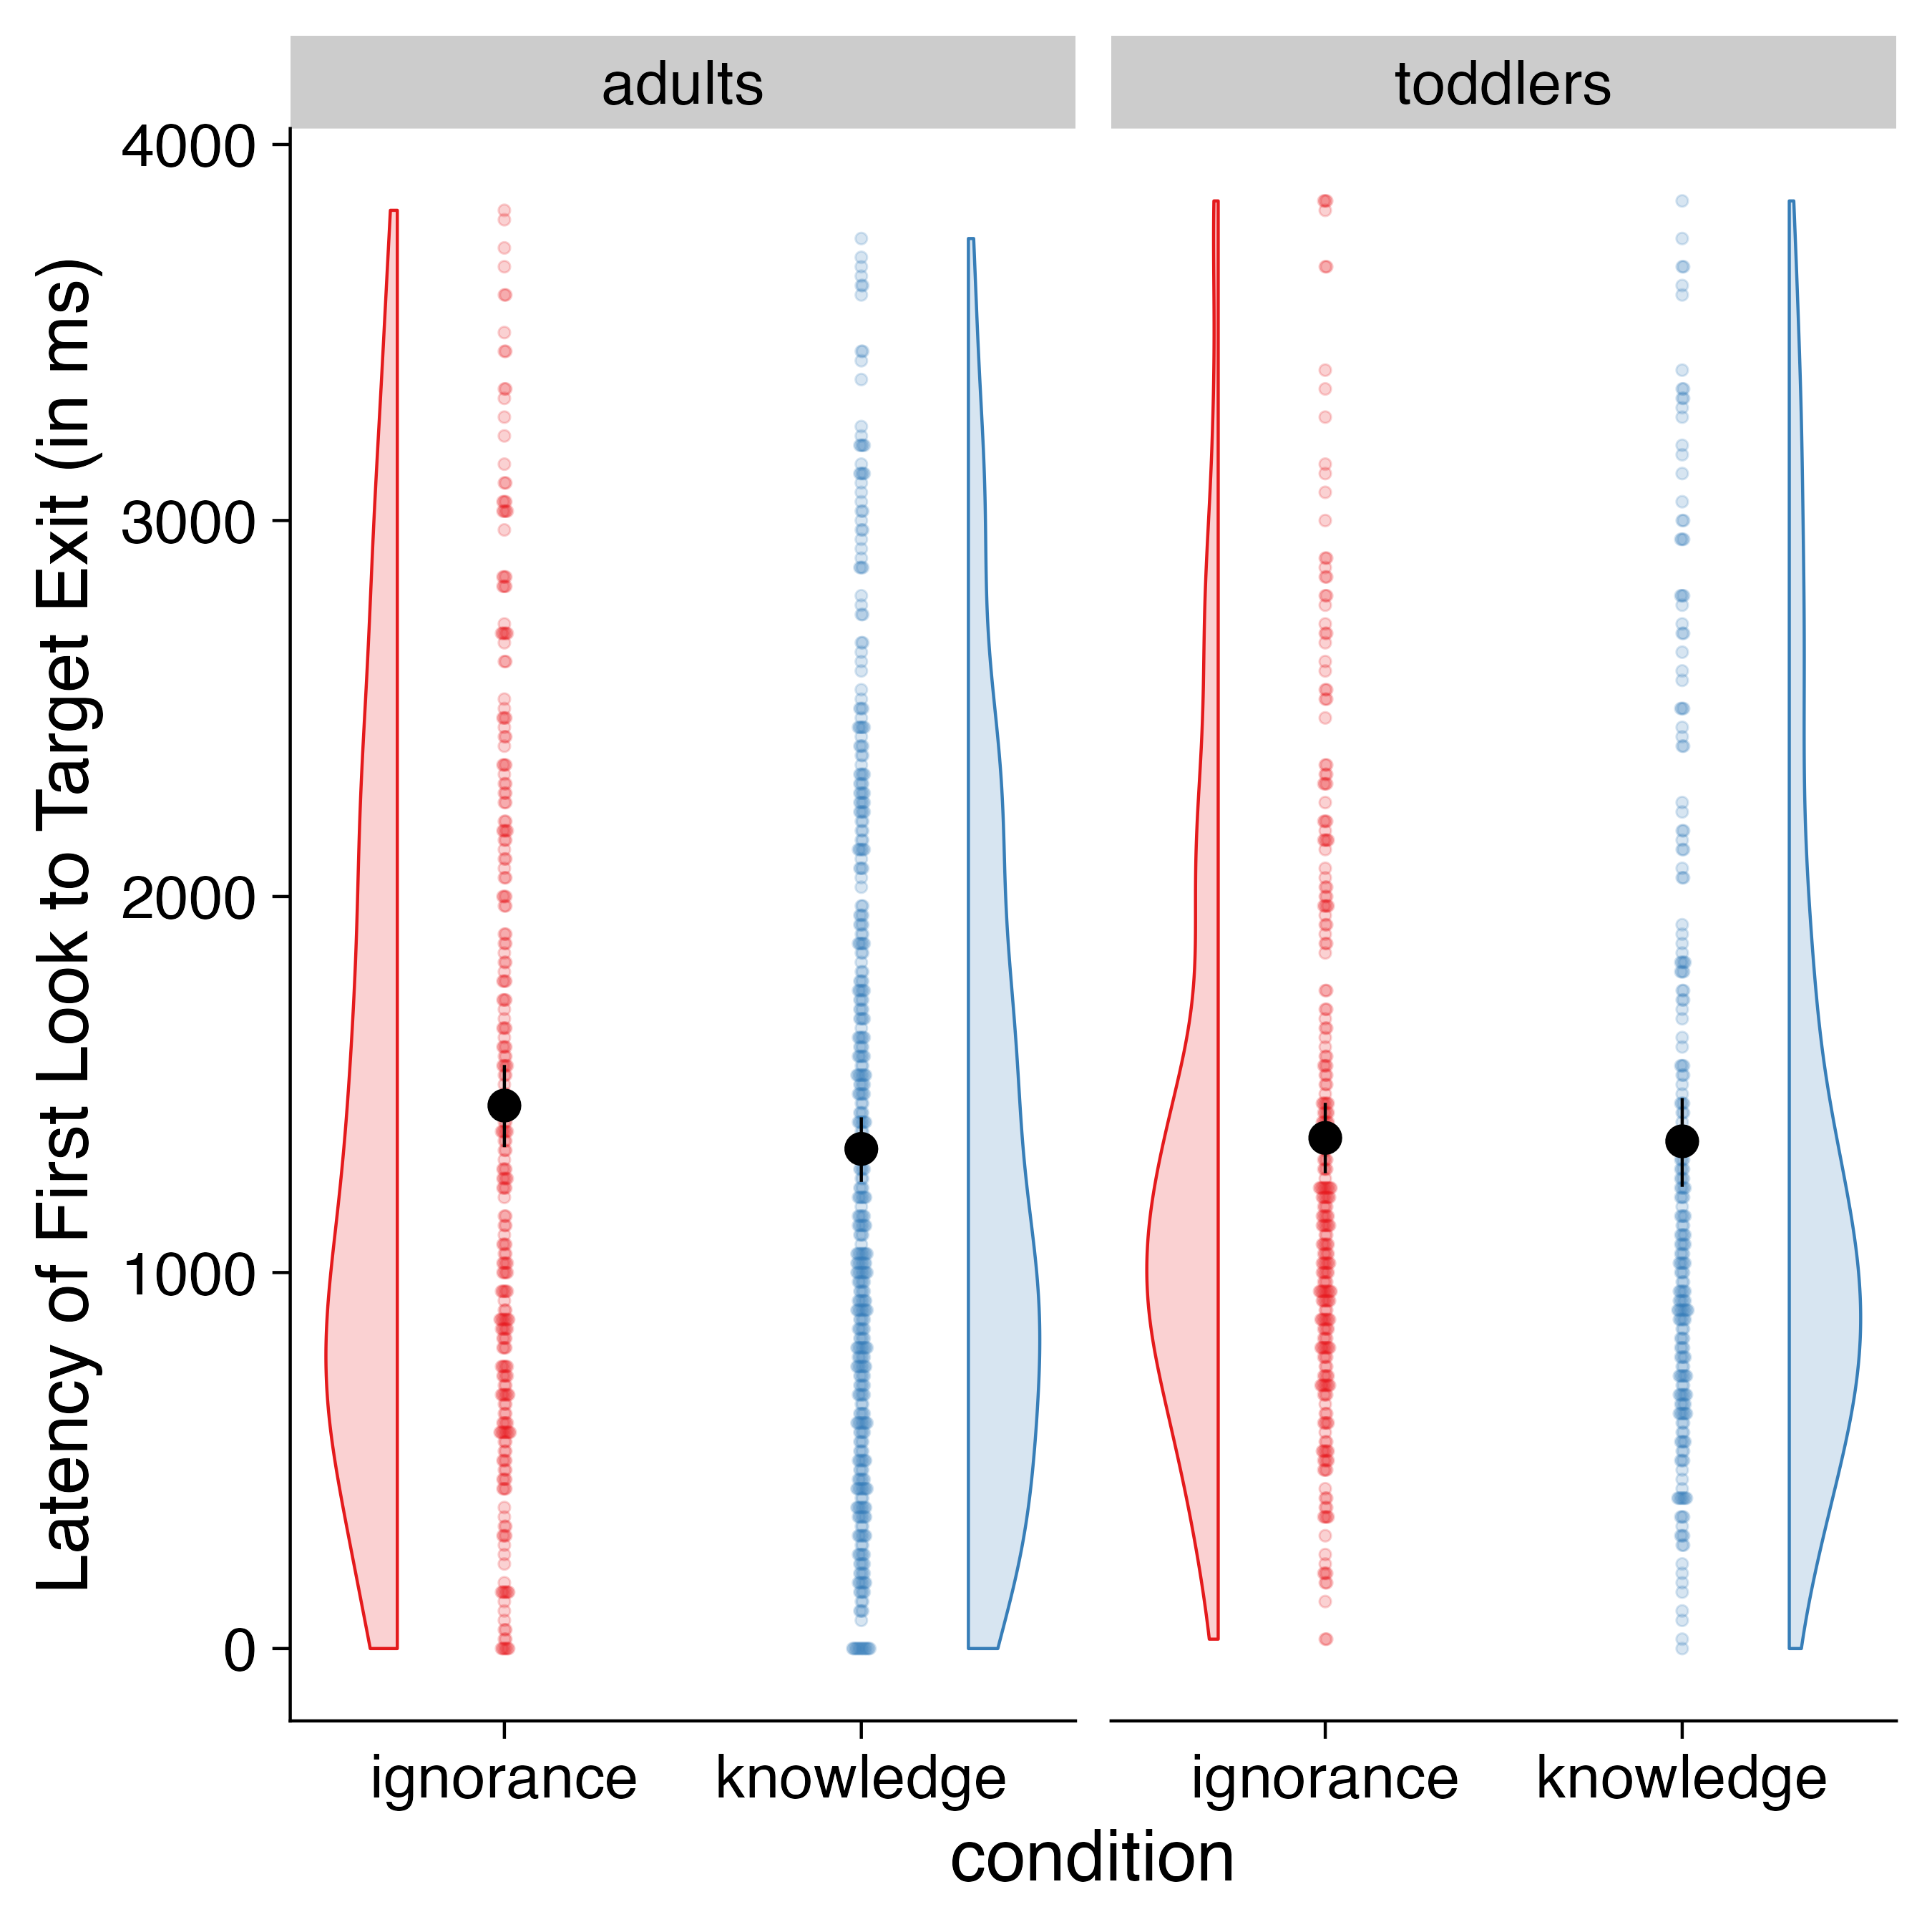 adults
toddlers
Latency of First Look to Target Exit (in ms)
4000
3000
2000
1000
0
ignorance
knowledge
ignorance
knowledge
condition